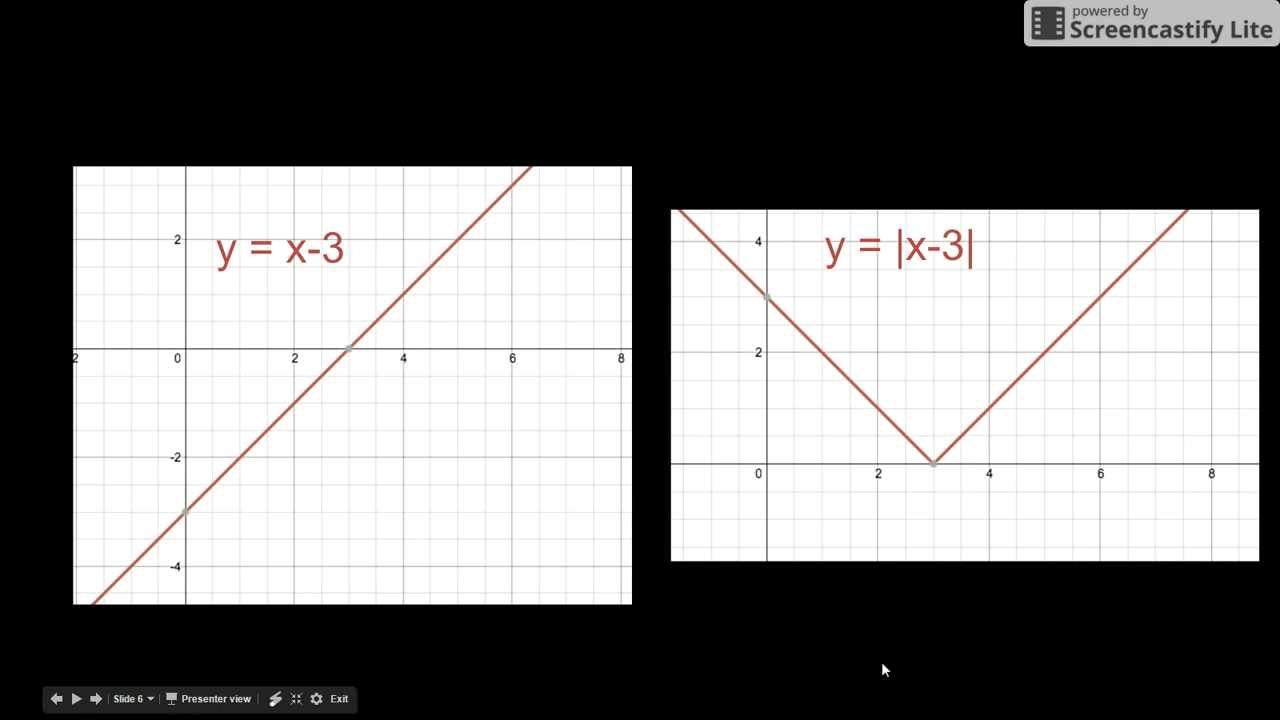 powered by
Screencastify Lite
y = x-3
2
2
0
2
4
6
8
-2
-4
y = |x-3|
4
2
0
2
4
6
8
Slide 6
Presenter view
Exit